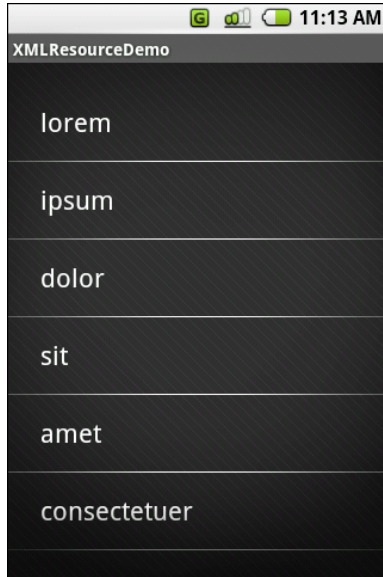 G 11:13 AM
XMLResourceDemo
lorem
ipsum
dolor
sit
amet
consectetuer